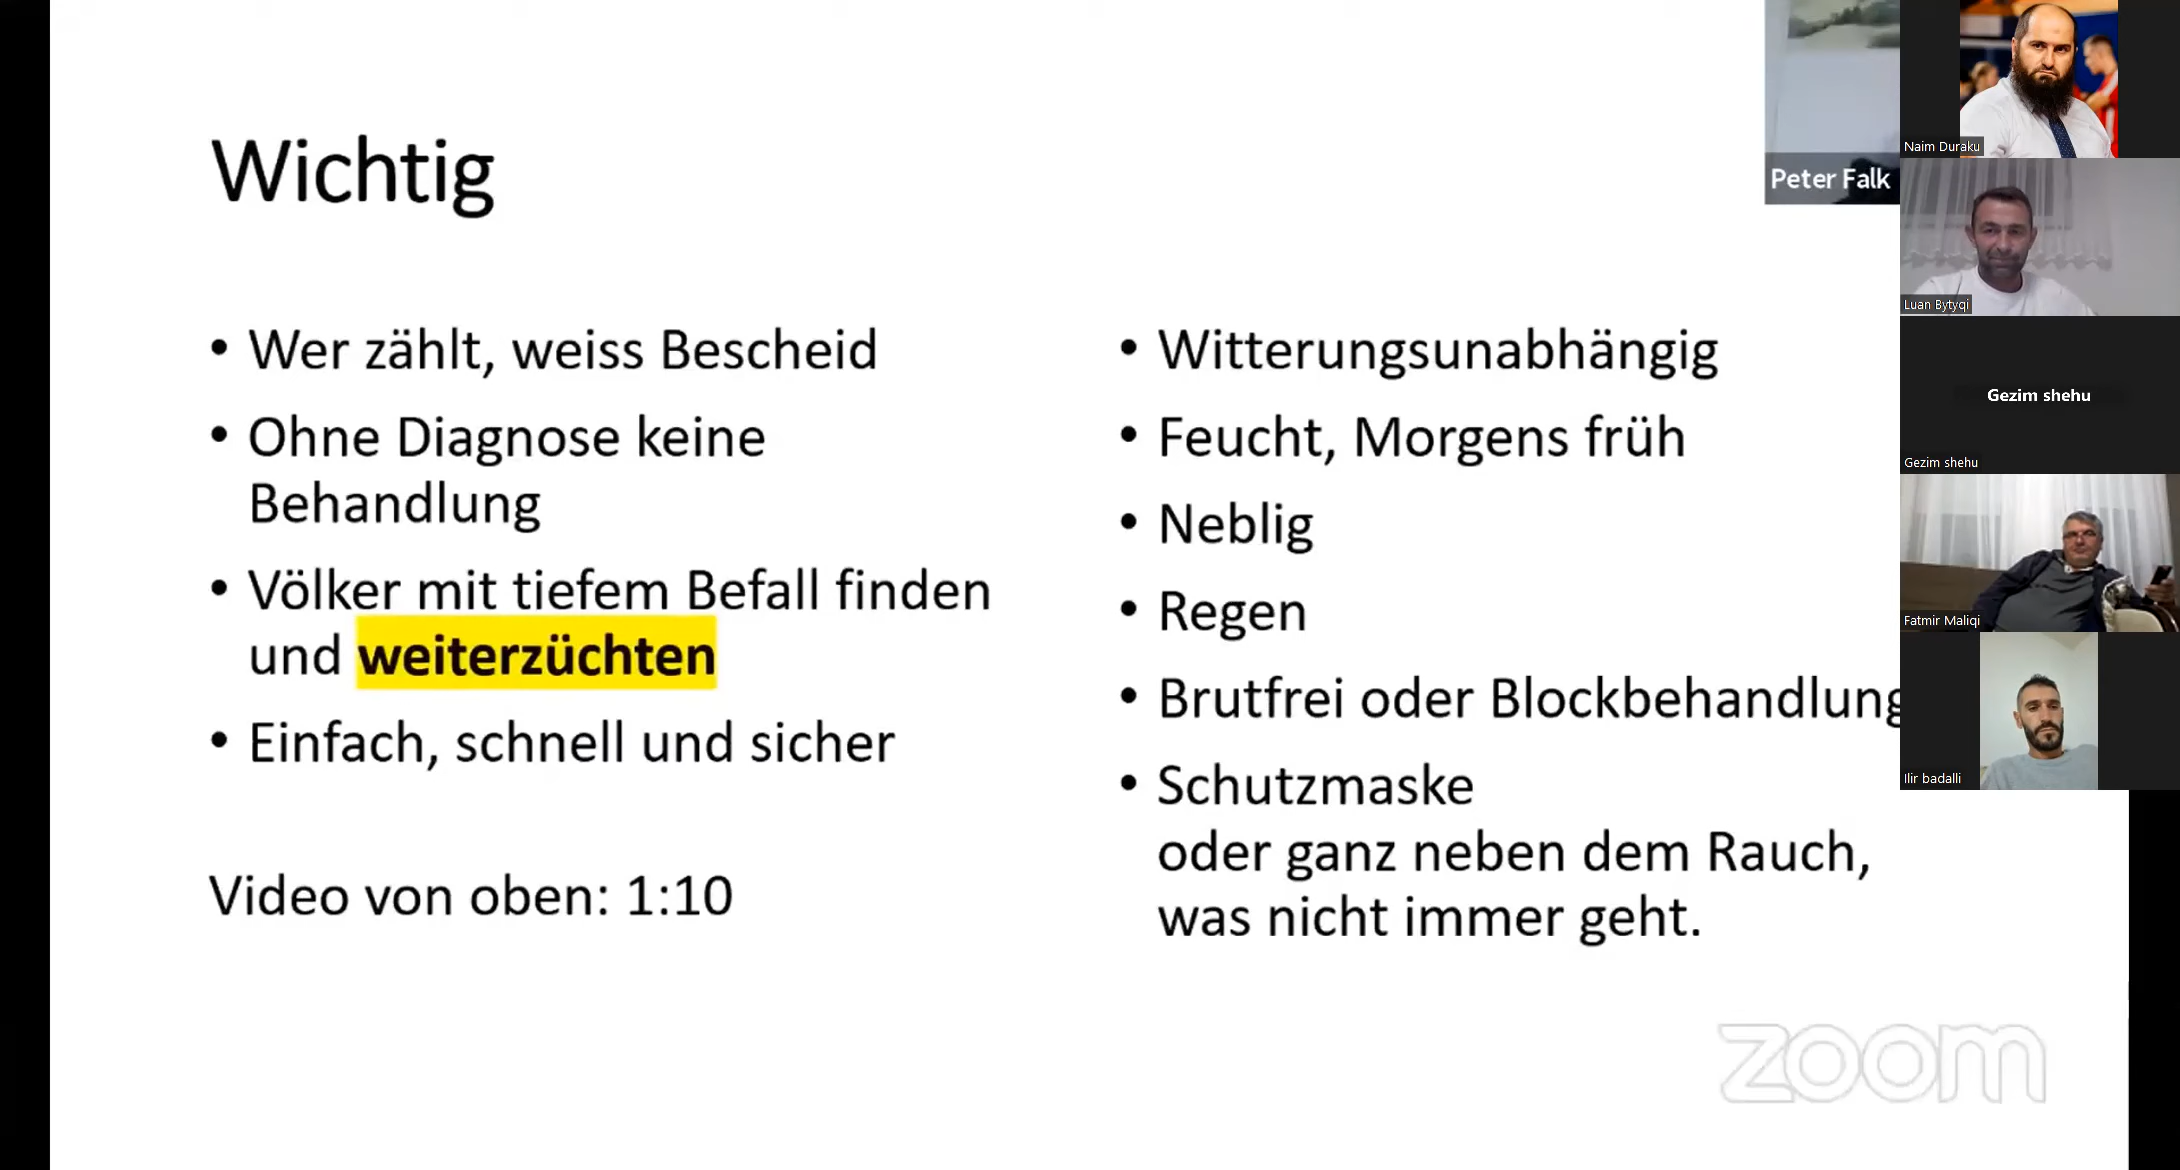 Wichtig
• Wer zählt, weiss Bescheid
• Ohne Diagnose keine
Behandlung
• Völker mit tiefem Befall finden
und weiterzüchten
• Einfach, schnell und sicher
Video von oben: 1:10
• Witterungsunabhängig
• Feucht, Morgens früh
• Neblig
• Regen
• Brutfrei oder Blockbehandlung
• Schutzmaske
oder ganz neben dem Rauch,
was nicht immer geht.
Peter Falk
Naim Duraku
Luan Bytyqi
Gezim shehu
Gezim shehu
Fatmir Maliqi
Ilir badalli
zoom